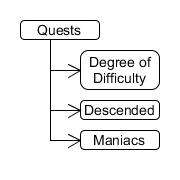 Quests
Degree of
Difficulty
Descended
Maniacs